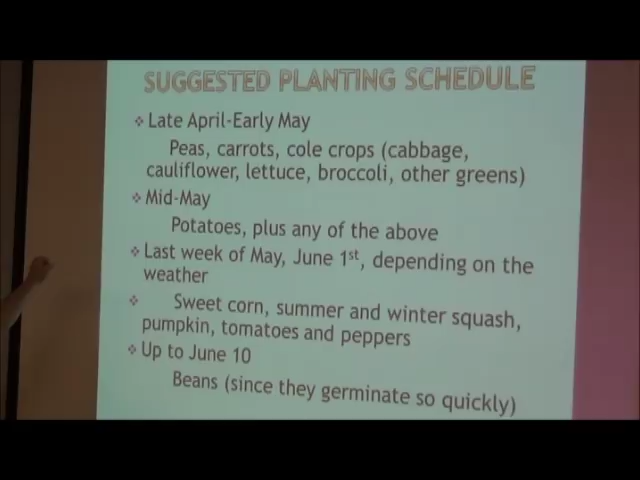 SUGGESTED PLANTING SCHEDULE
❖ Late April-Early May
Peas, carrots, cole crops (cabbage,
cauliflower, lettuce, broccoli, other greens)
❖ Mid-May
Potatoes, plus any of the above
❖ Last week of May, June 1st, depending on the
weather
❖ Sweet corn, summer and winter squash,
pumpkin, tomatoes and peppers
❖ Up to June 10
Beans (since they germinate so quickly)